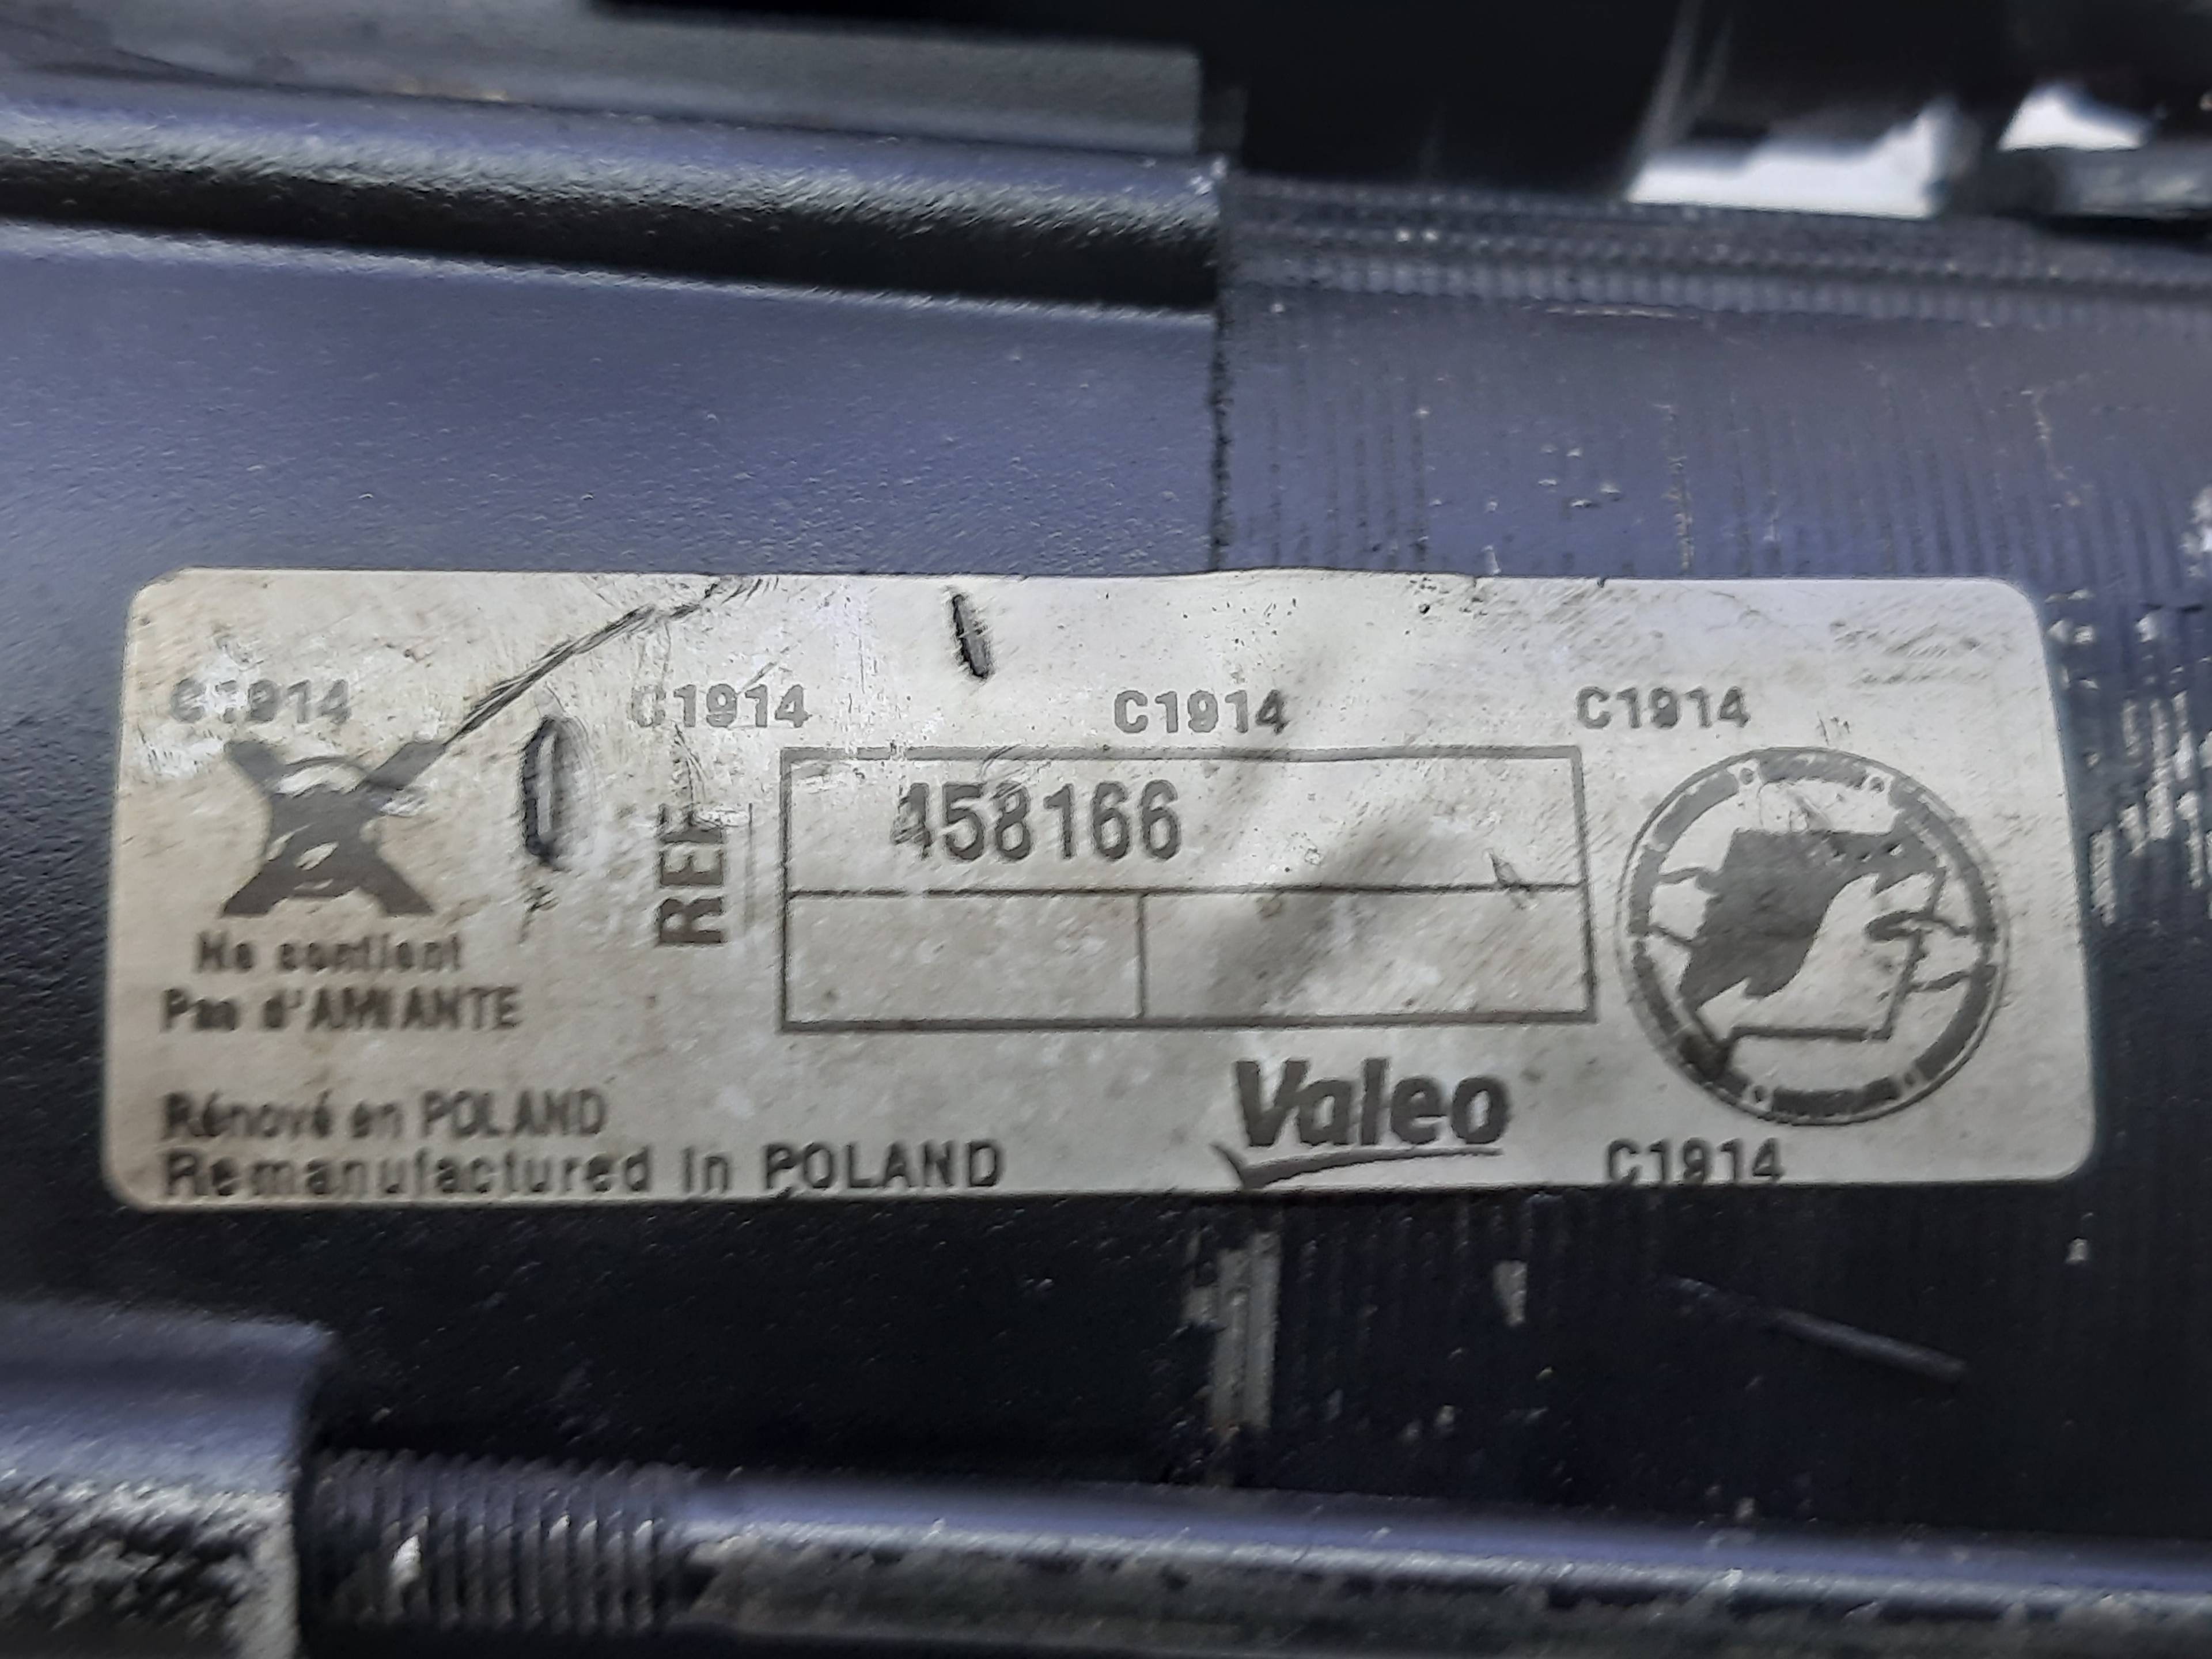 C1914 C1914 C1914 C1914
REF 458166
Ne contient
Pas d'AMIANTE
Rénové en POLAND
Remanufactured in POLAND
Valeo
C1914